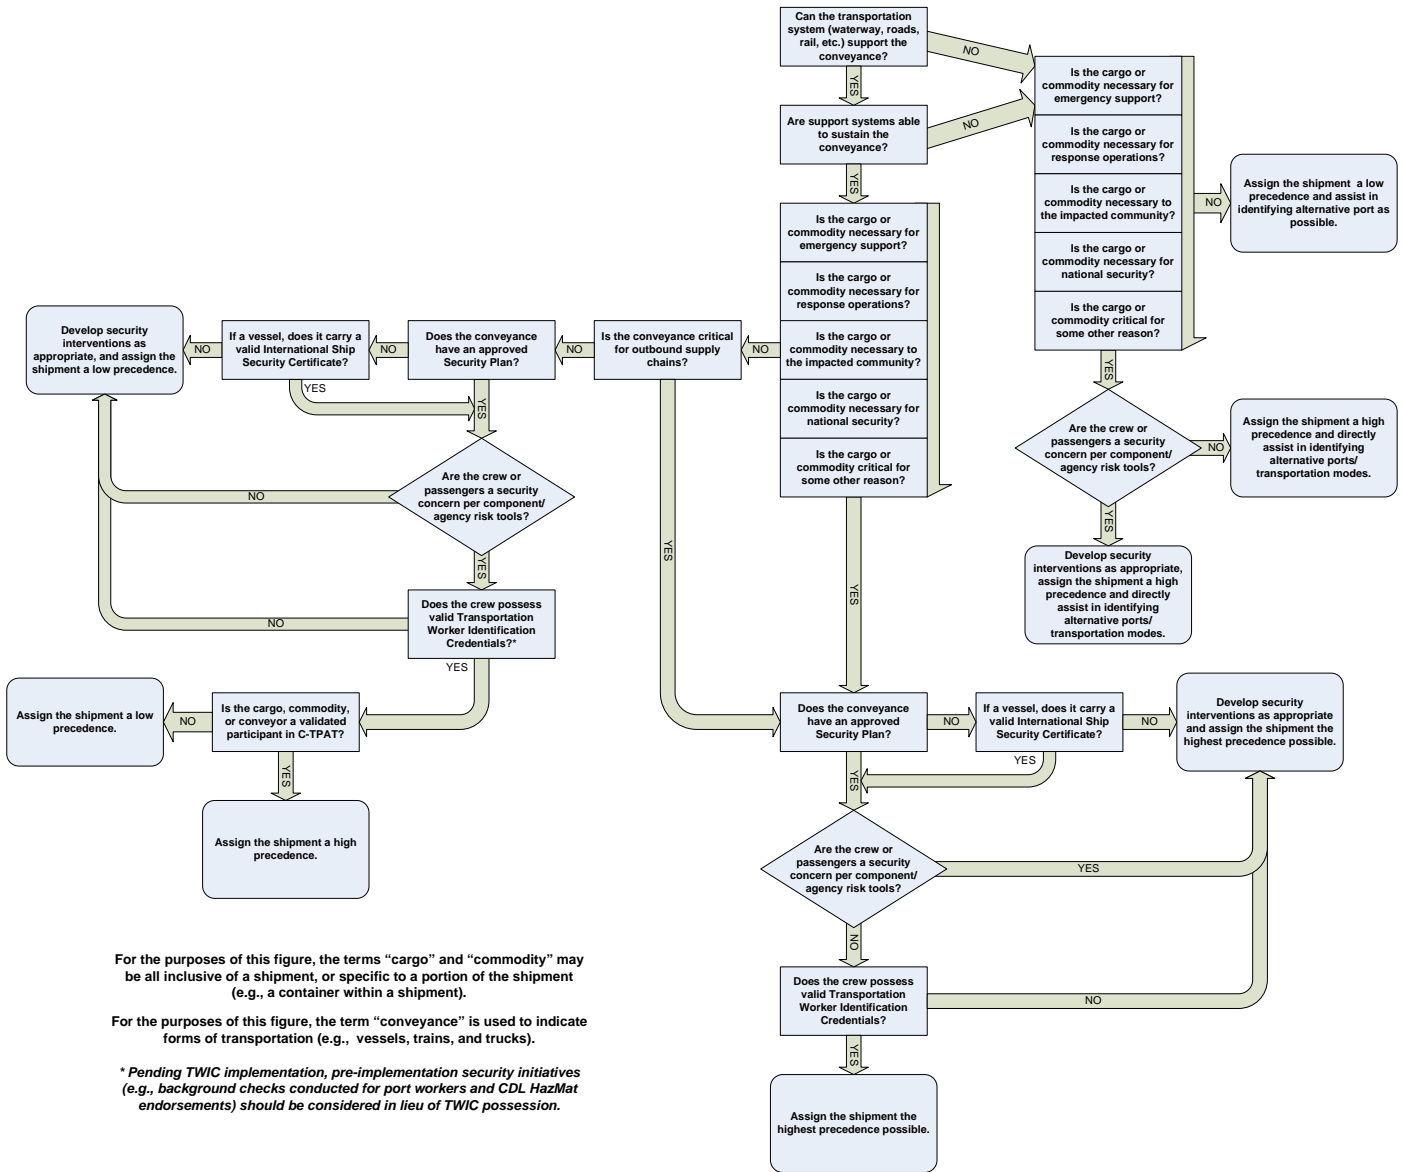 Can the transportation
system (waterway, roads,
rail, etc.) support the
conveyance?
NO
YES
Are support systems able
to sustain the
conveyance?
NO
YES
Is the cargo or
commodity necessary for
emergency support?
Is the cargo or
commodity necessary for
response operations?
Is the cargo or
commodity necessary to
the impacted community?
Is the cargo or
commodity necessary for
national security?
Is the cargo or
commodity critical for
some other reason?
NO
Assign the shipment a low
precedence and assist in
identifying alternative port as
possible.
YES
Are the crew or
passengers a security
concern per component/
agency risk tools?
NO
Assign the shipment a high
precedence and directly
assist in identifying
alternative ports/
transportation modes.
YES
Develop security
interventions as appropriate,
assign the shipment a high
precedence and directly
assist in identifying
alternative ports/
transportation modes.
Is the cargo or
commodity necessary for
emergency support?
Is the cargo or
commodity necessary for
response operations?
Is the cargo or
commodity necessary to
the impacted community?
Is the cargo or
commodity necessary for
national security?
Is the cargo or
commodity critical for
some other reason?
NO
YES
Is the conveyance critical
for outbound supply
chains?
NO
YES
Does the conveyance
have an approved
Security Plan?
NO
YES
If a vessel, does it carry a
valid International Ship
Security Certificate?
NO
YES
Develop security
interventions as
appropriate, and assign the
shipment a low precedence.
Are the crew or
passengers a security
concern per component/
agency risk tools?
NO
YES
Does the crew possess
valid Transportation
Worker Identification
Credentials?*
NO
YES
Is the cargo, commodity,
or conveyor a validated
participant in C-TPAT?
NO
Assign the shipment a low
precedence.
YES
Assign the shipment a high
precedence.
Does the conveyance
have an approved
Security Plan?
NO
YES
If a vessel, does it carry a
valid International Ship
Security Certificate?
NO
YES
Develop security
interventions as appropriate
and assign the shipment the
highest precedence possible.
Are the crew or
passengers a security
concern per component/
agency risk tools?
YES
NO
Does the crew possess
valid Transportation
Worker Identification
Credentials?
NO
YES
Assign the shipment the
highest precedence possible.
For the purposes of this figure, the terms “cargo” and “commodity” may
be all inclusive of a shipment, or specific to a portion of the shipment
(e.g., a container within a shipment).
For the purposes of this figure, the term “conveyance” is used to indicate
forms of transportation (e.g., vessels, trains, and trucks).
* Pending TWIC implementation, pre-implementation security initiatives
(e.g., background checks conducted for port workers and CDL HazMat
endorsements) should be considered in lieu of TWIC possession.